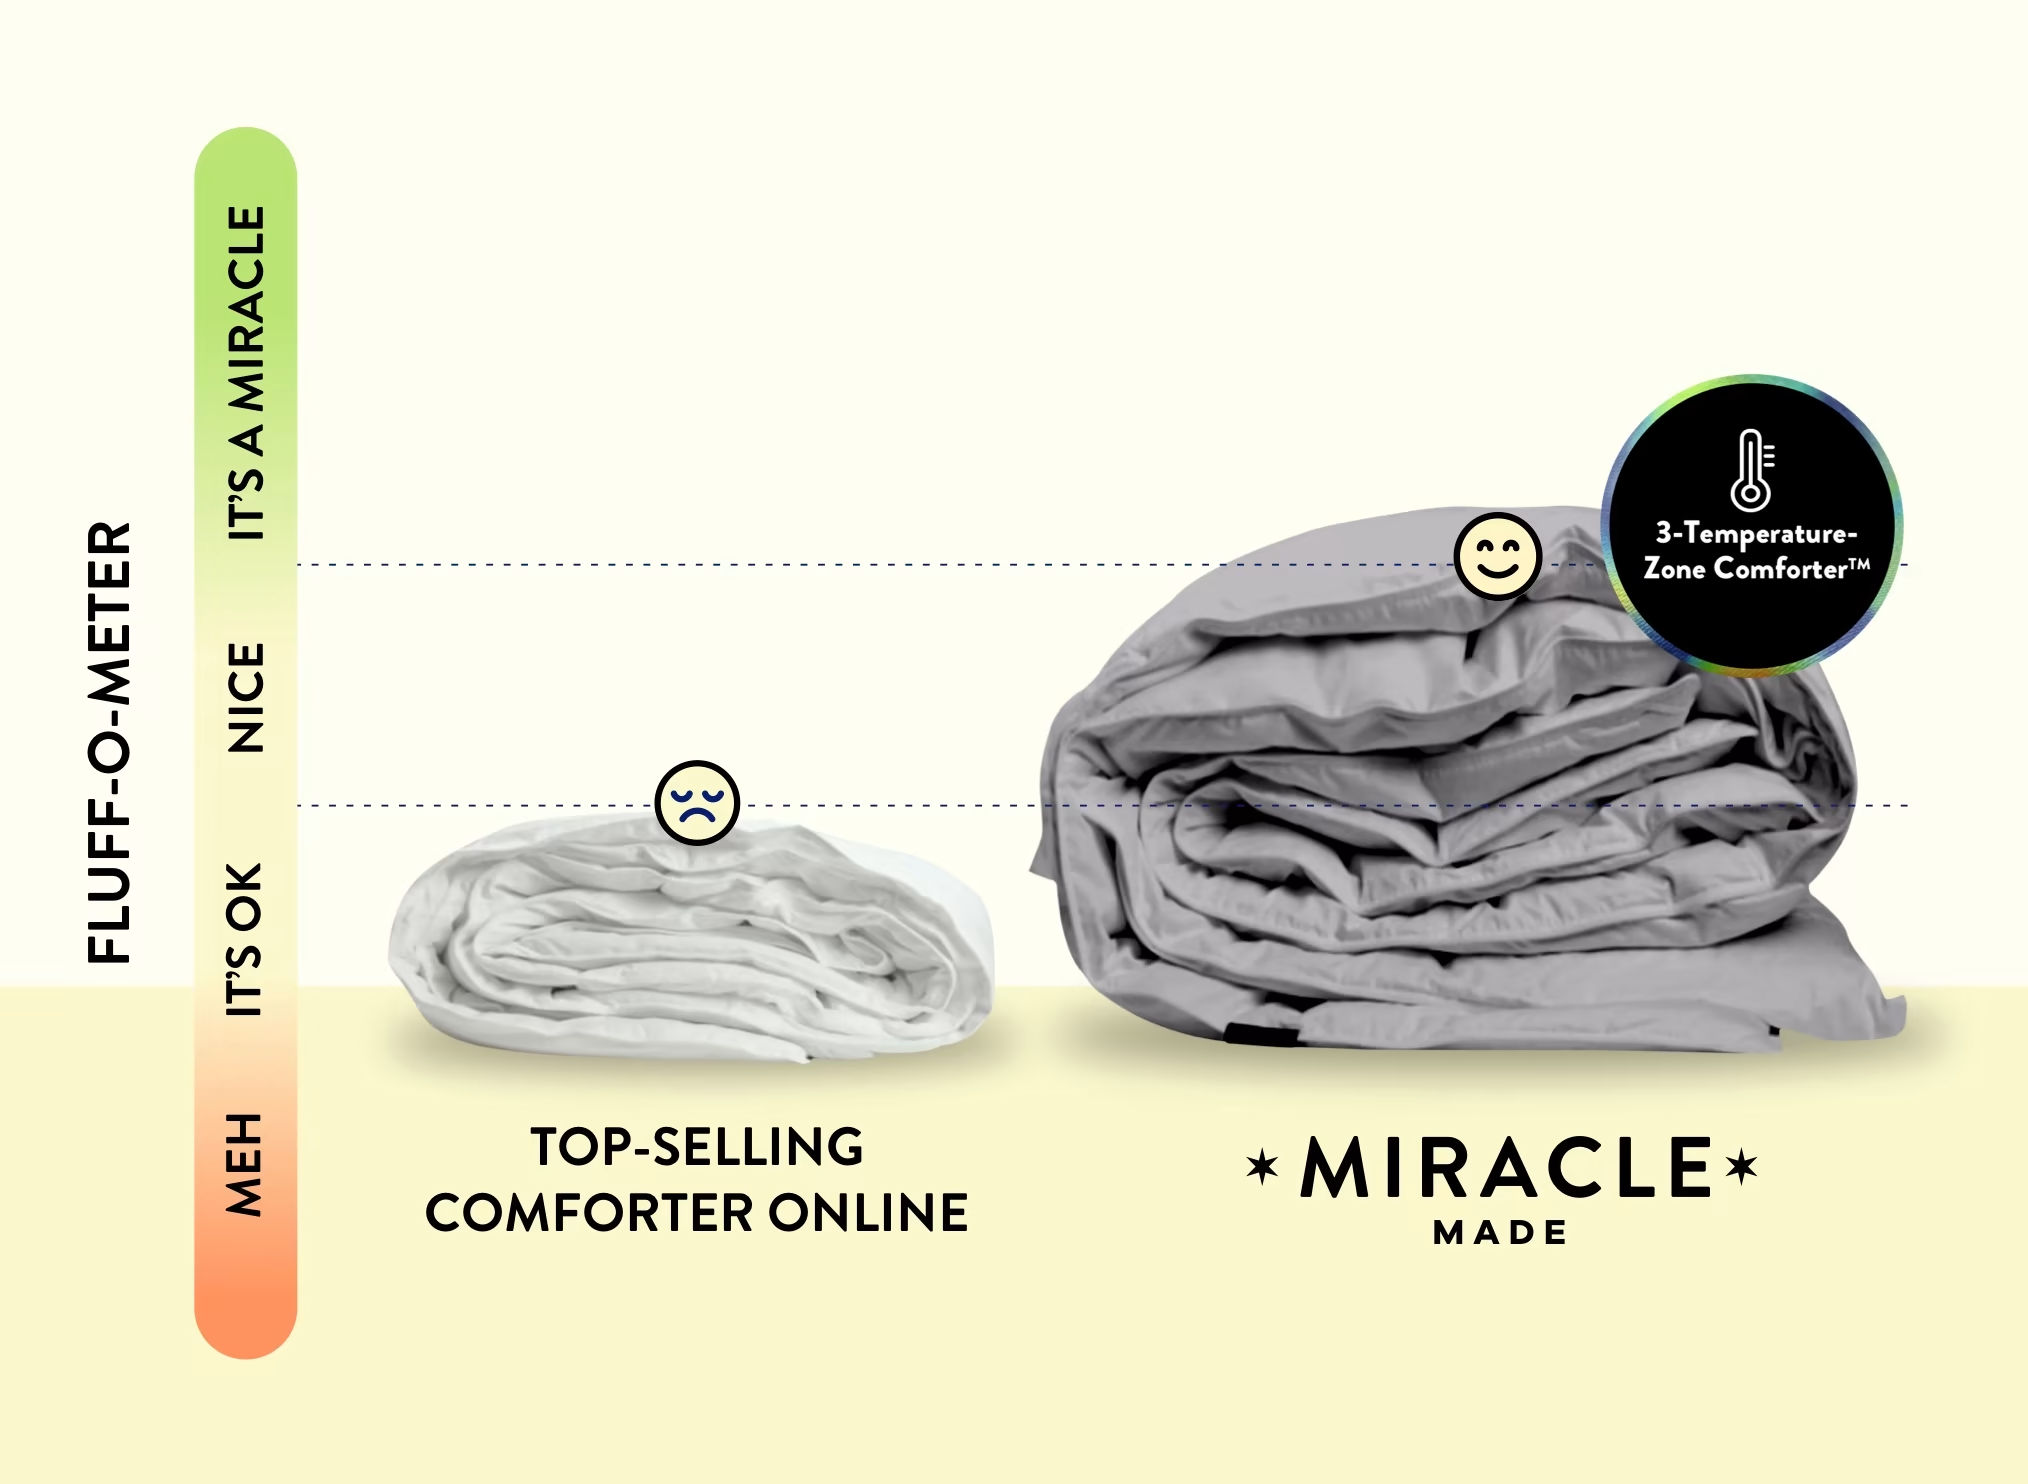 FLUFF-O-METER
IT'S A MIRACLE
NICE
IT'S OK
MEH
3-Temperature-
Zone Comforter™
TOP-SELLING
COMFORTER ONLINE
MIRACLE
MADE